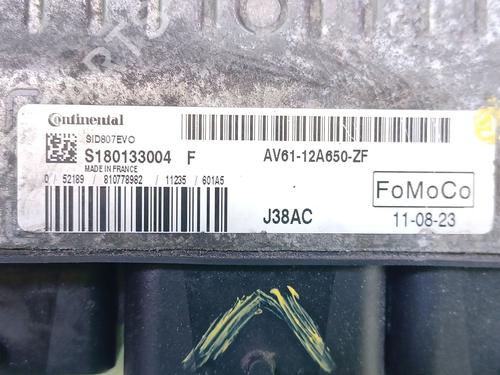 Continental
SID807EVO
S180133004 F
AV61-12A650-ZF
MADE IN FRANCE
FoMoCo
0/ 52189 / 810778982 / 11235 / 601A5
J38AC
11-08-23